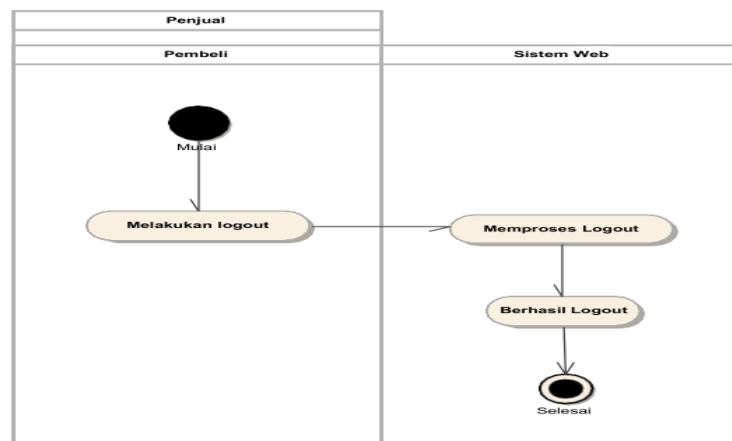 Penjual
Pembeli
Sistem Web
Mulai
Melakukan logout
Memproses Logout
Berhasil Logout
Selesai